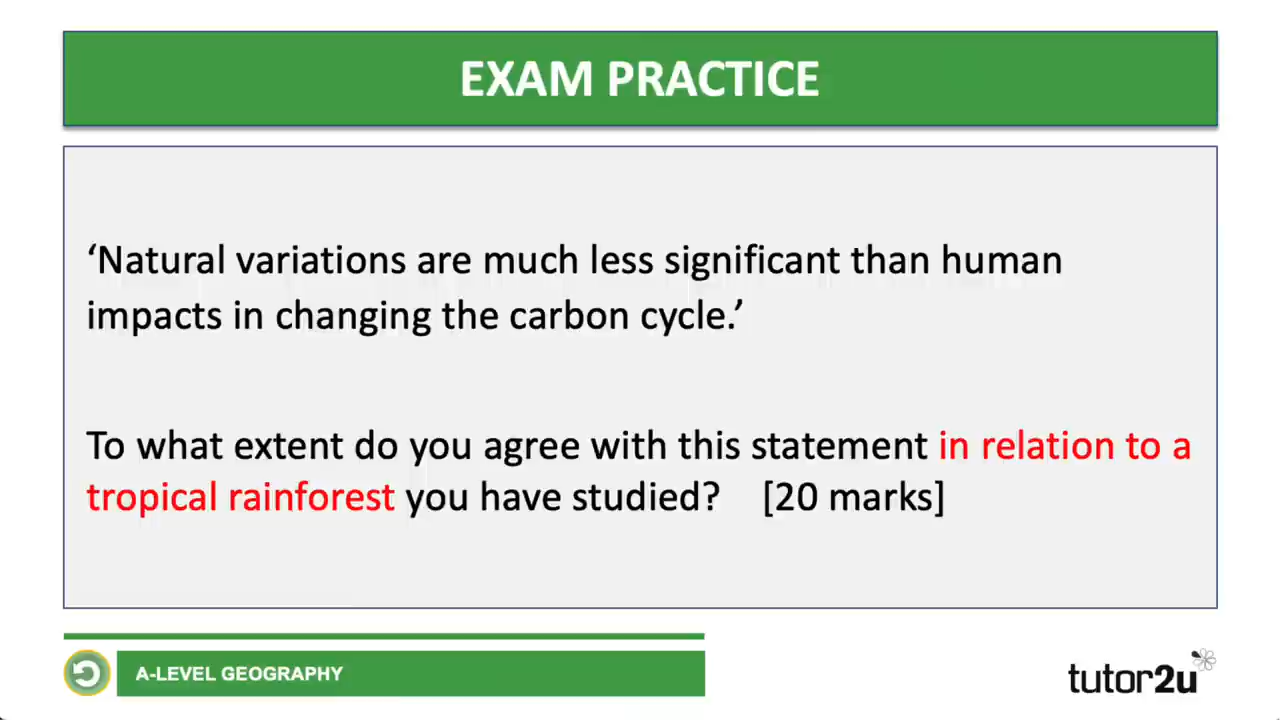 EXAM PRACTICE
‘Natural variations are much less significant than human
impacts in changing the carbon cycle.’
To what extent do you agree with this statement in relation to a
tropical rainforest you have studied? [20 marks]
A-LEVEL GEOGRAPHY
tutor2u